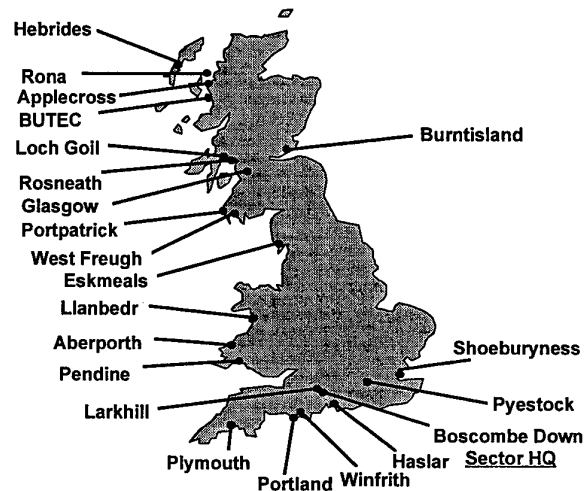 Hebrides
Rona
Applecross
BUTEC
Loch Goil
Burntisland
Rosneath
Glasgow
Portpatrick
West Freugh
Eskmeals
Llanbedr
Aberporth
Shoeburyness
Pendine
Larkhill
Pyestock
Boscombe Down
Sector HQ
Plymouth
Haslar
Portland
Winfrith